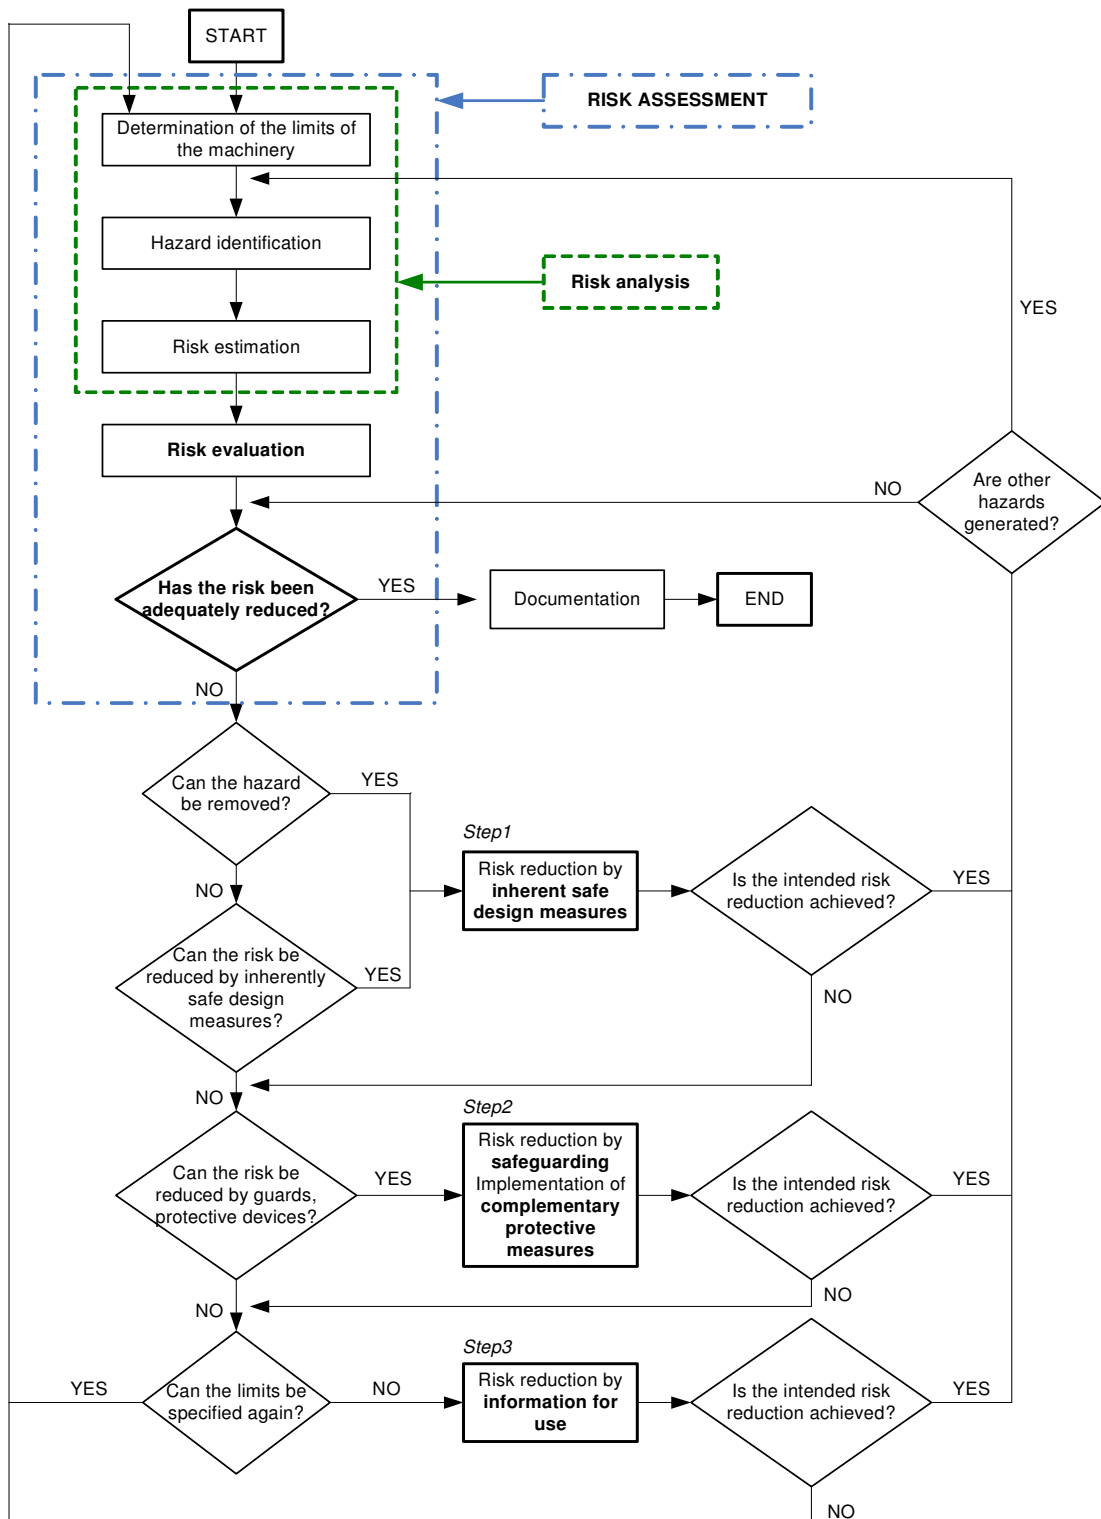 START
RISK ASSESSMENT
Determination of the limits of
the machinery
Hazard identification
Risk analysis
YES
Risk estimation
Risk evaluation
NO
Are other
hazards
generated?
Has the risk been
adequately reduced?
YES
Documentation
END
NO
Can the hazard
be removed?
YES
Step1
Risk reduction by
inherent safe
design measures
Is the intended risk
reduction achieved?
YES
NO
Can the risk be
reduced by inherently
safe design
measures?
YES
NO
NO
Step2
Can the risk be
reduced by guards,
protective devices?
YES
Risk reduction by
safeguarding
Implementation of
complementary
protective
measures
Is the intended risk
reduction achieved?
YES
NO
NO
Step3
YES
Can the limits be
specified again?
NO
Risk reduction by
information for
use
Is the intended risk
reduction achieved?
YES
NO